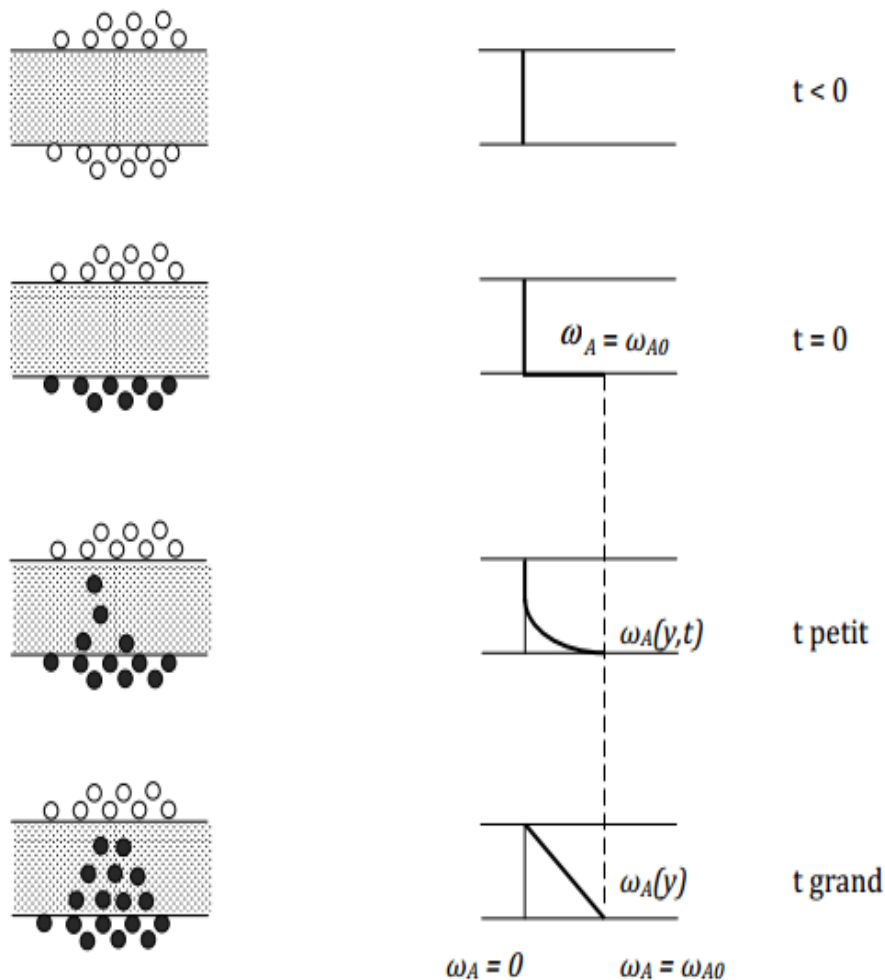 t < 0
ω_A = ω_A0
t = 0
ω_A(y,t)
t petit
ω_A(y)
t grand
ω_A = 0
ω_A = ω_A0